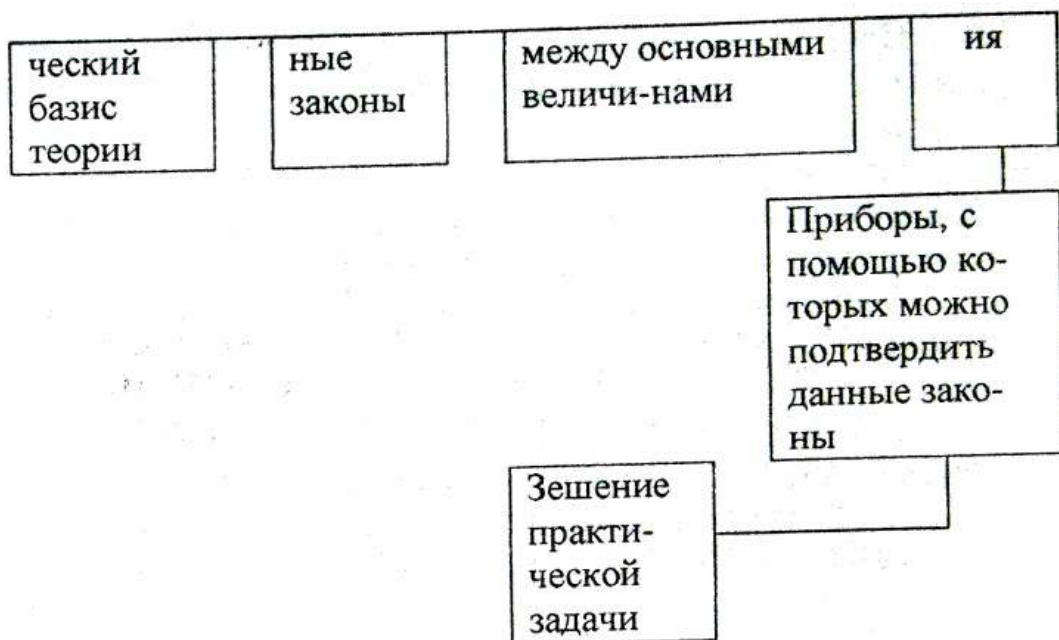 ческий
базис
теории
ные
законы
между основными
величи-нами
ия
Приборы, с
помощью ко-
торых можно
подтвердить
данные зако-
ны
Зешение
практи-
ческой
задачи